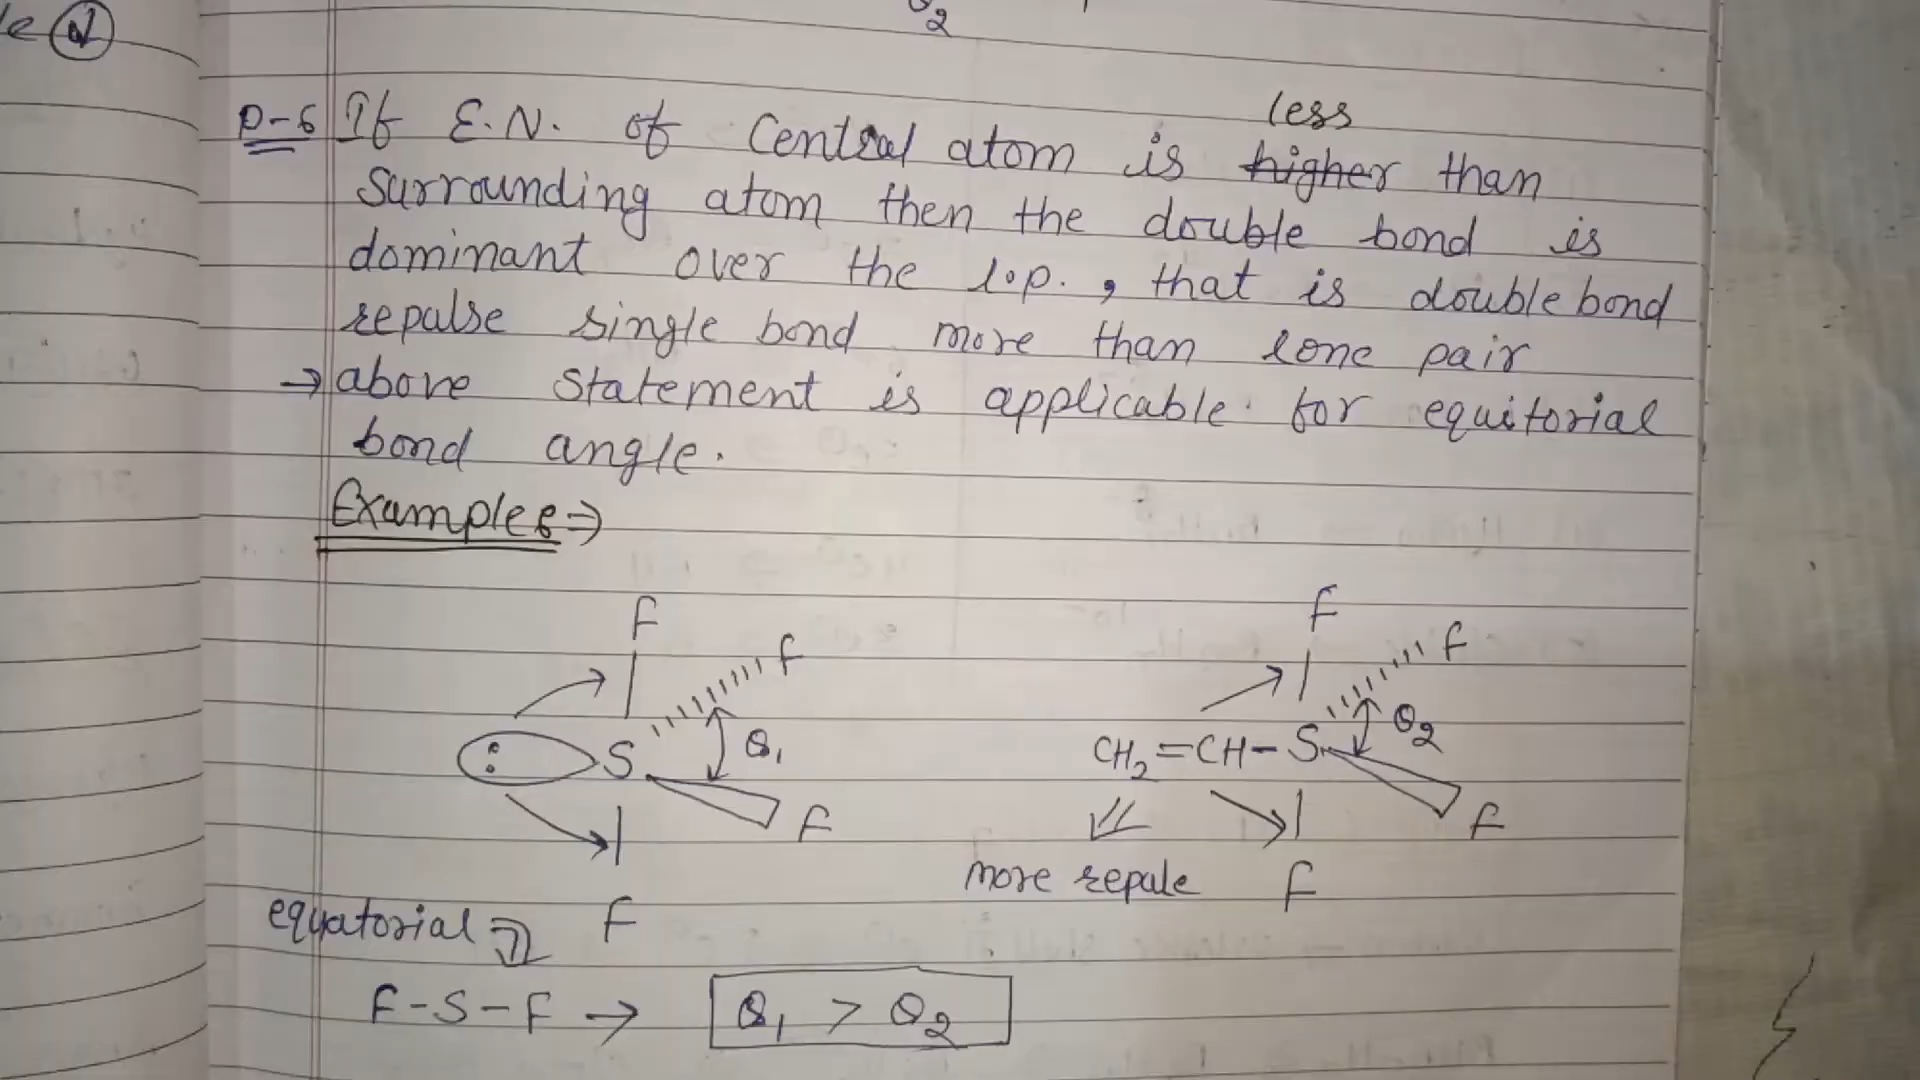 le
2
P-6 If E.N. of Central atom is higher less than
Surrounding atom then the double bond is
dominant over the l.p., that is double bond
repulse single bond more than lone pair
→ above statement is applicable for equitorial
bond angle.
Examples ⇒
F F
F F
: S θ₁
CH₂=CH-S θ₂
F F
more repule F
equatorial F
F-S-F → θ₁ > θ₂